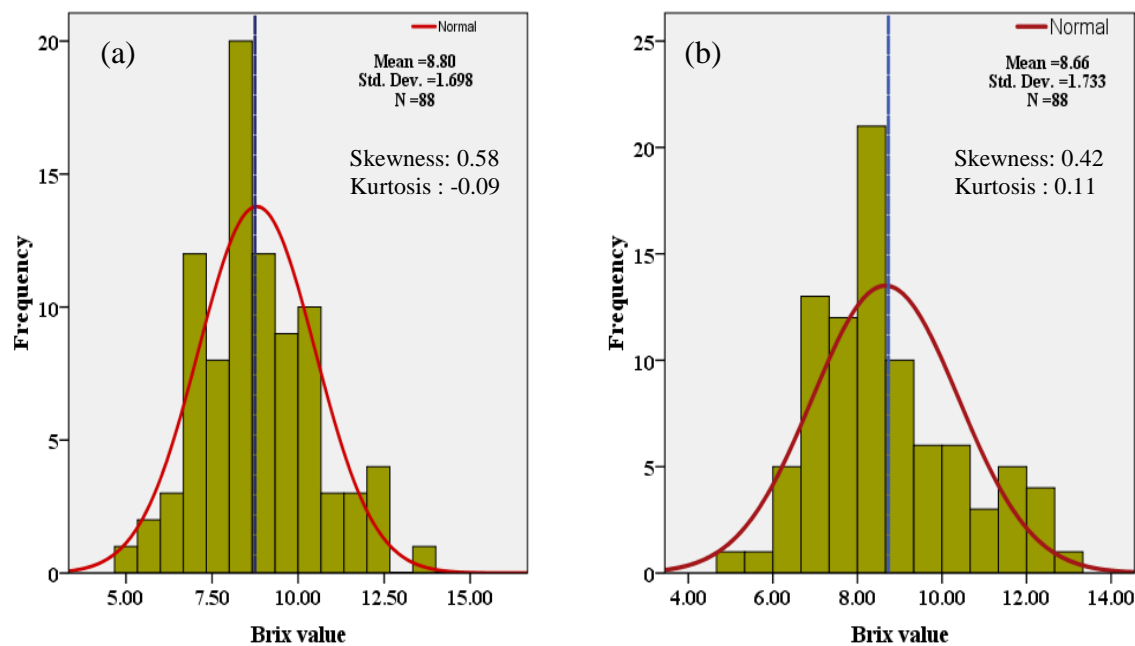 (a)
Normal
Mean =8.80
Std. Dev. =1.698
N =88
Skewness: 0.58
Kurtosis : -0.09
Frequency
20
15
10
5
0
5.00 7.50 10.00 12.50 15.00
Brix value
(b)
Normal
Mean =8.66
Std. Dev. =1.733
N =88
Skewness: 0.42
Kurtosis : 0.11
Frequency
25
20
15
10
5
0
4.00 6.00 8.00 10.00 12.00 14.00
Brix value